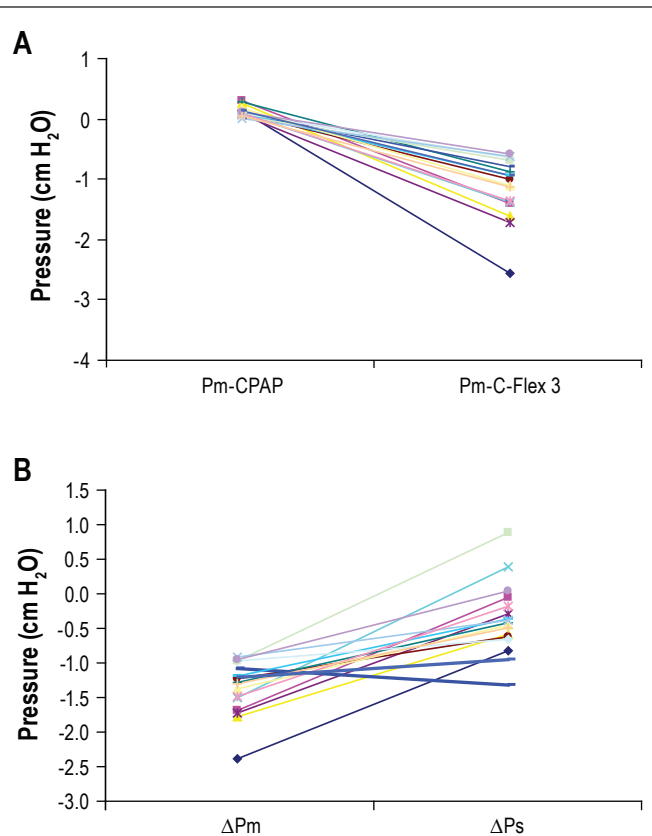 A
1
0
-1
-2
-3
-4
Pressure (cm H₂O)
Pm-CPAP Pm-C-Flex 3
B
1.5
1.0
0.5
0.0
-0.5
-1.0
-1.5
-2.0
-2.5
-3.0
Pressure (cm H₂O)
ΔPm ΔPs